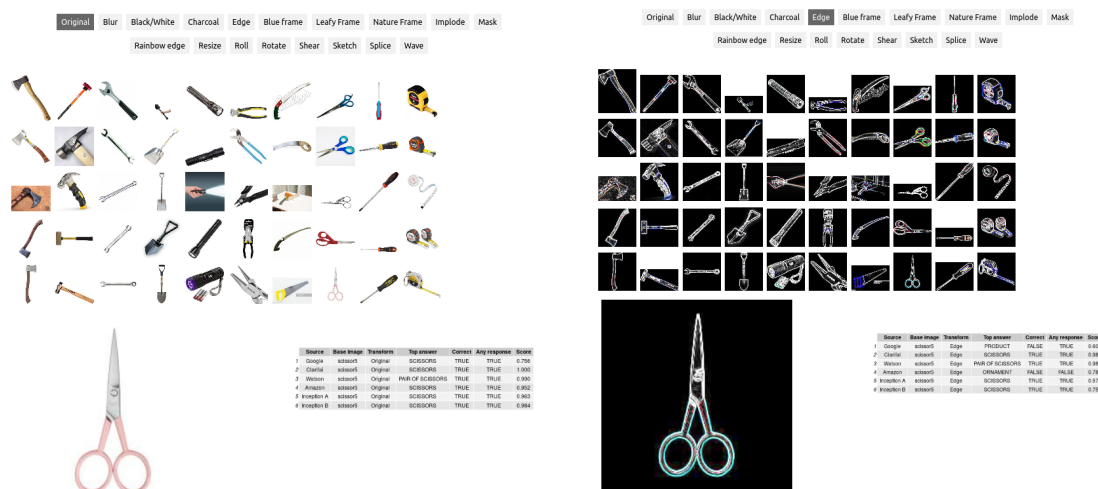 Original Blur Black/White Charcoal Edge Blue frame Leafy Frame Nature Frame Implode Mask
Rainbow edge Resize Roll Rotate Shear Sketch Splice Wave
Source Base Image Transform Top answer Correct Any response Score
1 Google scissor5 Original SCISSORS TRUE TRUE 0.756
2 Clarifai scissor5 Original SCISSORS TRUE TRUE 1.000
3 Watson scissor5 Original PAIR OF SCISSORS TRUE TRUE 0.990
4 Amazon scissor5 Original SCISSORS TRUE TRUE 0.952
5 Inception A scissor5 Original SCISSORS TRUE TRUE 0.963
6 Inception B scissor5 Original SCISSORS TRUE TRUE 0.984
Original Blur Black/White Charcoal Edge Blue frame Leafy Frame Nature Frame Implode Mask
Rainbow edge Resize Roll Rotate Shear Sketch Splice Wave
Source Base Image Transform Top answer Correct Any response
1 Google scissor5 Edge PRODUCT FALSE TRUE
2 Clarifai scissor5 Edge SCISSORS TRUE TRUE
3 Watson scissor5 Edge PAIR OF SCISSORS TRUE TRUE
4 Amazon scissor5 Edge ORNAMENT FALSE FALSE
5 Inception A scissor5 Edge SCISSORS TRUE TRUE
6 Inception B scissor5 Edge SCISSORS TRUE TRUE